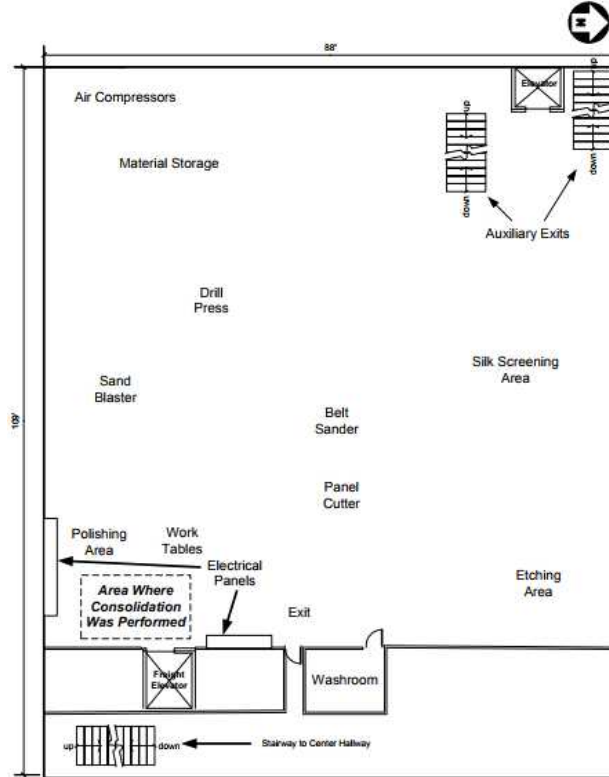 N
88'
Air Compressors
Elevator
up
up
Material Storage
down
down
Auxiliary Exits
Drill
Press
Silk Screening
Area
Sand
Blaster
Belt
Sander
109'
Panel
Cutter
Polishing
Area
Work
Tables
Electrical
Panels
Etching
Area
Area Where
Consolidation
Was Performed
Exit
Freight
Elevator
Washroom
up
down
Stairway to Center Hallway